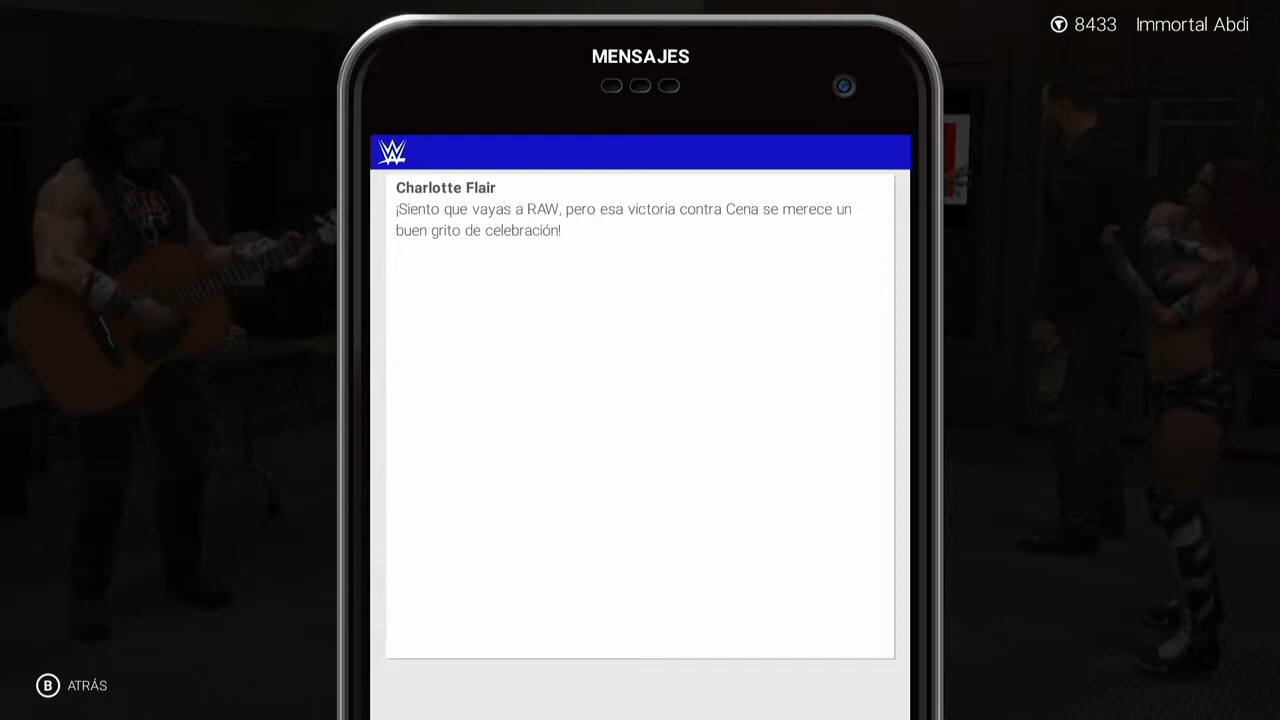 8433 Immortal Abdi
MENSAJES
Charlotte Flair
¡Siento que vayas a RAW, pero esa victoria contra Cena se merece un
buen grito de celebración!
B ATRÁS